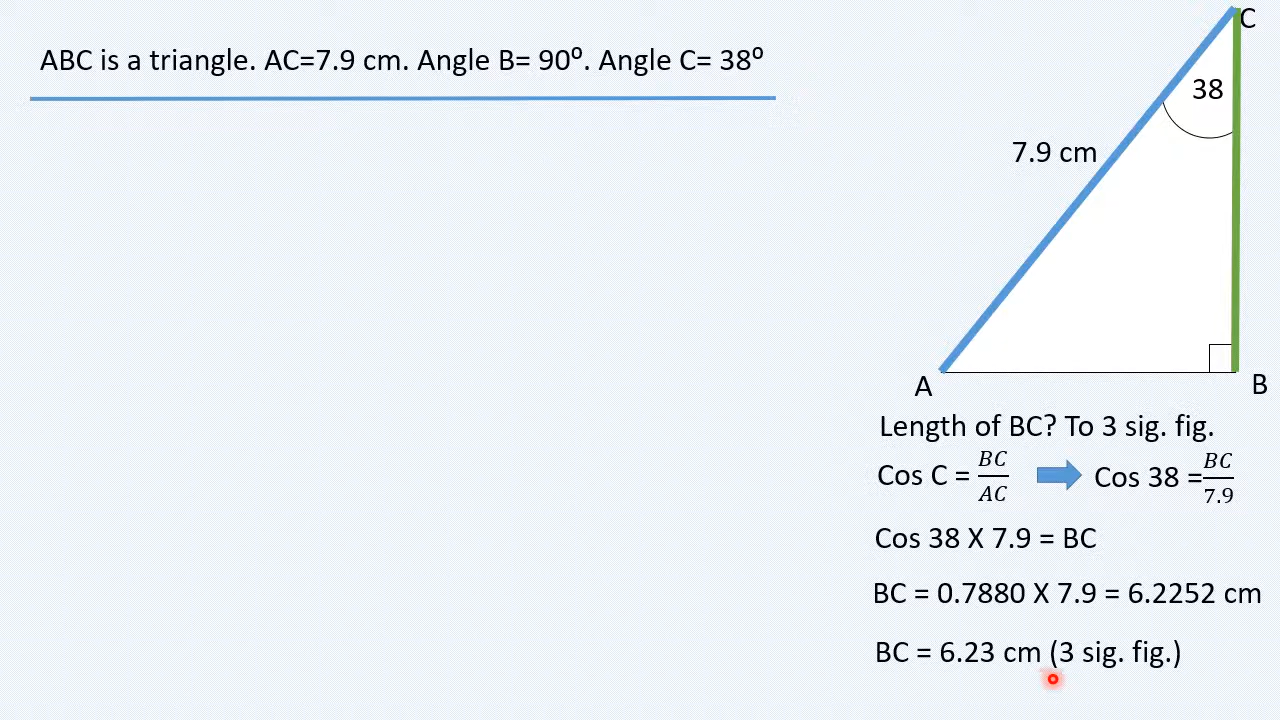 ABC is a triangle. AC=7.9 cm. Angle B= 90⁰. Angle C= 38⁰
C
38
7.9 cm
A
B
Length of BC? To 3 sig. fig.
Cos C = BC/AC Cos 38 =BC/7.9
Cos 38 X 7.9 = BC
BC = 0.7880 X 7.9 = 6.2252 cm
BC = 6.23 cm (3 sig. fig.)